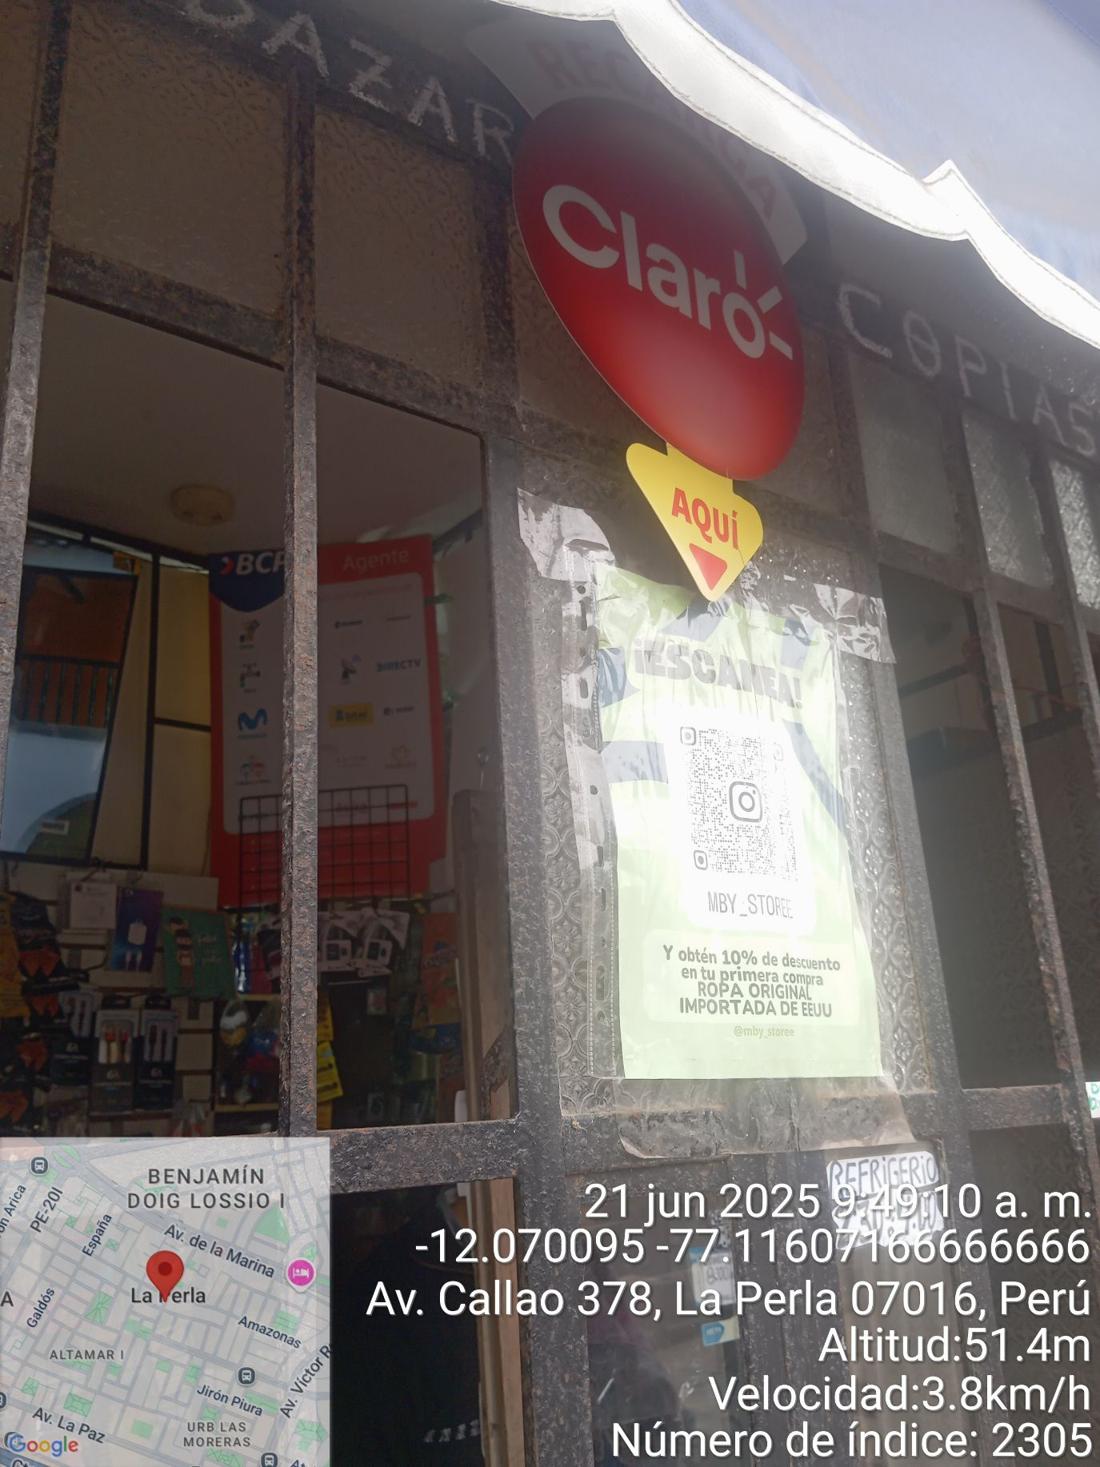 BAZAR
RECARGA
Claro
COPIAS
AQUÍ
BCP
Agente
DIRECTV
¡ESCANEA!
MBY_STOREE
Y obtén 10% de descuento
en tu primera compra
ROPA ORIGINAL
IMPORTADA DE EEUU
@mby_storee
REFRIGERIO
21 jun 2025 9:49:10 a. m.
-12.070095 -77.11607166666666
Av. Callao 378, La Perla 07016, Perú
Altitud:51.4m
Velocidad:3.8km/h
Número de índice: 2305
BENJAMÍN
DOIG LOSSIO I
PE-20I
España
Av. de la Marina
La Perla
Galdós
Amazonas
ALTAMAR I
Jirón Piura
Av. Víctor R
Av. La Paz
URB LAS
MORERAS
Google